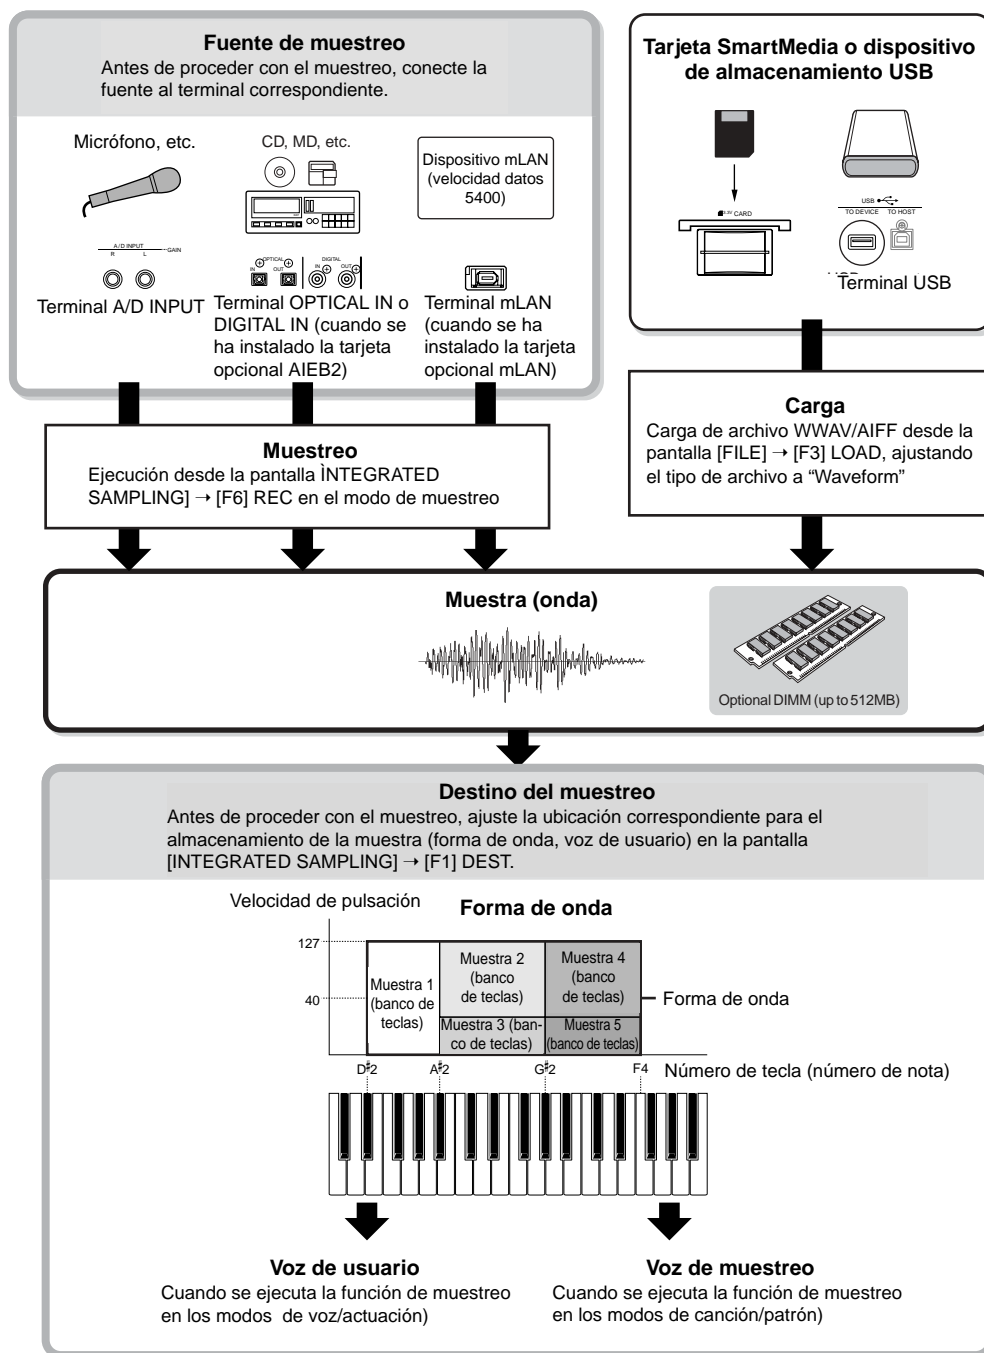 Fuente de muestreo
Antes de proceder con el muestreo, conecte la
fuente al terminal correspondiente.
Micrófono, etc.
A/D INPUT
R L
GAIN
Terminal A/D INPUT
CD, MD, etc.
OPTICAL
IN OUT
DIGITAL
IN OUT
Terminal OPTICAL IN o
DIGITAL IN (cuando se
ha instalado la tarjeta
opcional AIEB2)
Dispositivo mLAN
(velocidad datos
5400)
Terminal mLAN
(cuando se ha
instalado la tarjeta
opcional mLAN)
Tarjeta SmartMedia o dispositivo
de almacenamiento USB
3.3V CARD
USB
TO DEVICE TO HOST
Terminal USB
Muestreo
Ejecución desde la pantalla ÌNTEGRATED
SAMPLING] → [F6] REC en el modo de muestreo
Carga
Carga de archivo WWAV/AIFF desde la
pantalla [FILE] → [F3] LOAD, ajustando
el tipo de archivo a “Waveform”
Muestra (onda)
Optional DIMM (up to 512MB)
Destino del muestreo
Antes de proceder con el muestreo, ajuste la ubicación correspondiente para el
almacenamiento de la muestra (forma de onda, voz de usuario) en la pantalla
[INTEGRATED SAMPLING] → [F1] DEST.
Velocidad de pulsación
Forma de onda
127
40
Muestra 1
(banco de
teclas)
Muestra 2
(banco
de teclas)
Muestra 4
(banco
de teclas)
Muestra 3 (ban-
co de teclas)
Muestra 5
(banco de teclas)
Forma de onda
D#2 A#2 G#2 F4
Número de tecla (número de nota)
Voz de usuario
Cuando se ejecuta la función de muestreo
en los modos de voz/actuación)
Voz de muestreo
Cuando se ejecuta la función de muestreo
en los modos de canción/patrón)